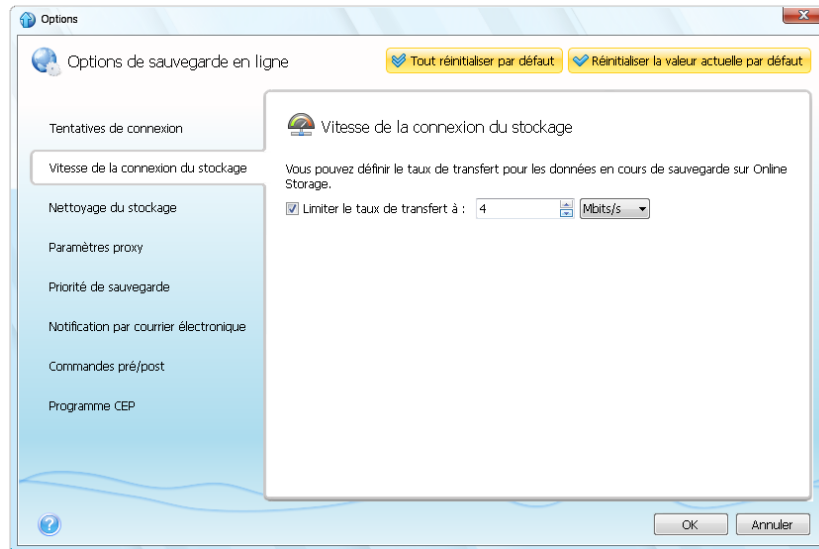 Options
Options de sauvegarde en ligne
Tout réinitialiser par défaut
Réinitialiser la valeur actuelle par défaut
Tentatives de connexion
Vitesse de la connexion du stockage
Nettoyage du stockage
Paramètres proxy
Priorité de sauvegarde
Notification par courrier électronique
Commandes pré/post
Programme CEP
Vitesse de la connexion du stockage
Vous pouvez définir le taux de transfert pour les données en cours de sauvegarde sur Online
Storage.
Limiter le taux de transfert à : 4 Mbits/s
OK
Annuler